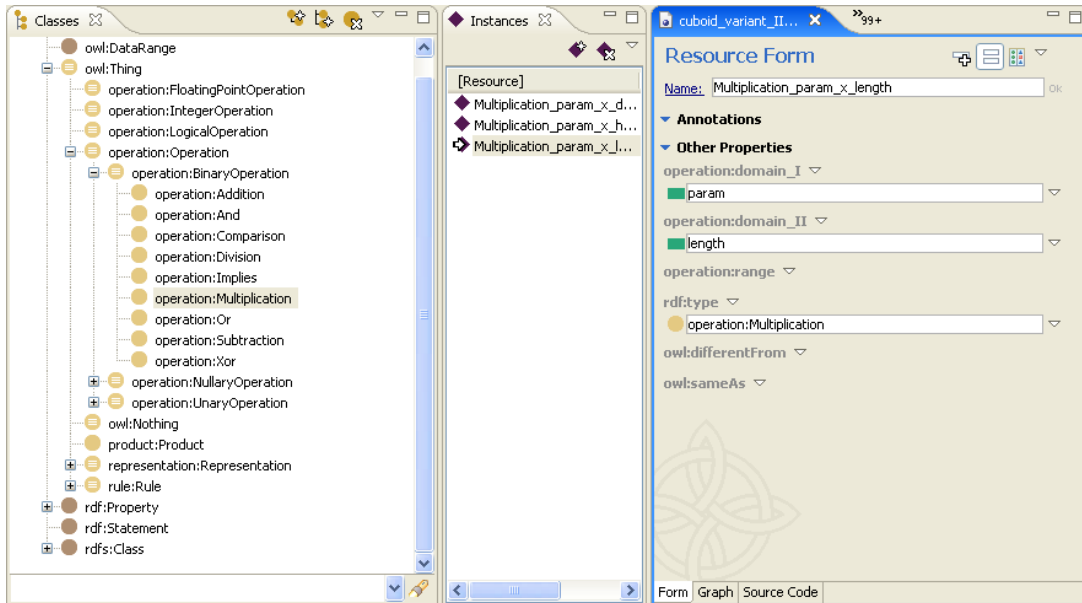 Classes
owl:DataRange
owl:Thing
operation:FloatingPointOperation
operation:IntegerOperation
operation:LogicalOperation
operation:Operation
operation:BinaryOperation
operation:Addition
operation:And
operation:Comparison
operation:Division
operation:Implies
operation:Multiplication
operation:Or
operation:Subtraction
operation:Xor
operation:NullaryOperation
operation:UnaryOperation
owl:Nothing
product:Product
representation:Representation
rule:Rule
rdf:Property
rdf:Statement
rdfs:Class
Instances
[Resource]
Multiplication_param_x_d...
Multiplication_param_x_h...
Multiplication_param_x_l...
cuboid_variant_II... »99+
Resource Form
Name: Multiplication_param_x_length Ok
Annotations
Other Properties
operation:domain_I
param
operation:domain_II
length
operation:range
rdf:type
operation:Multiplication
owl:differentFrom
owl:sameAs
Form Graph Source Code